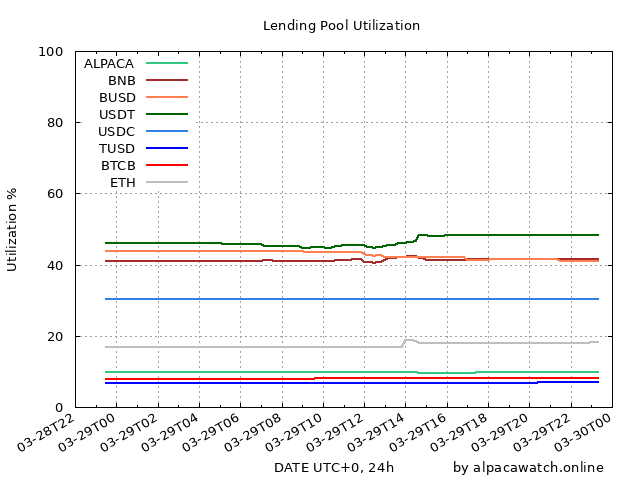 Lending Pool Utilization
Utilization %
100
80
60
40
20
0
ALPACA
BNB
BUSD
USDT
USDC
TUSD
BTCB
ETH
03-28T22
03-29T00
03-29T02
03-29T04
03-29T06
03-29T08
03-29T10
03-29T12
03-29T14
03-29T16
03-29T18
03-29T20
03-29T22
03-30T00
DATE UTC+0, 24h
by alpacawatch.online